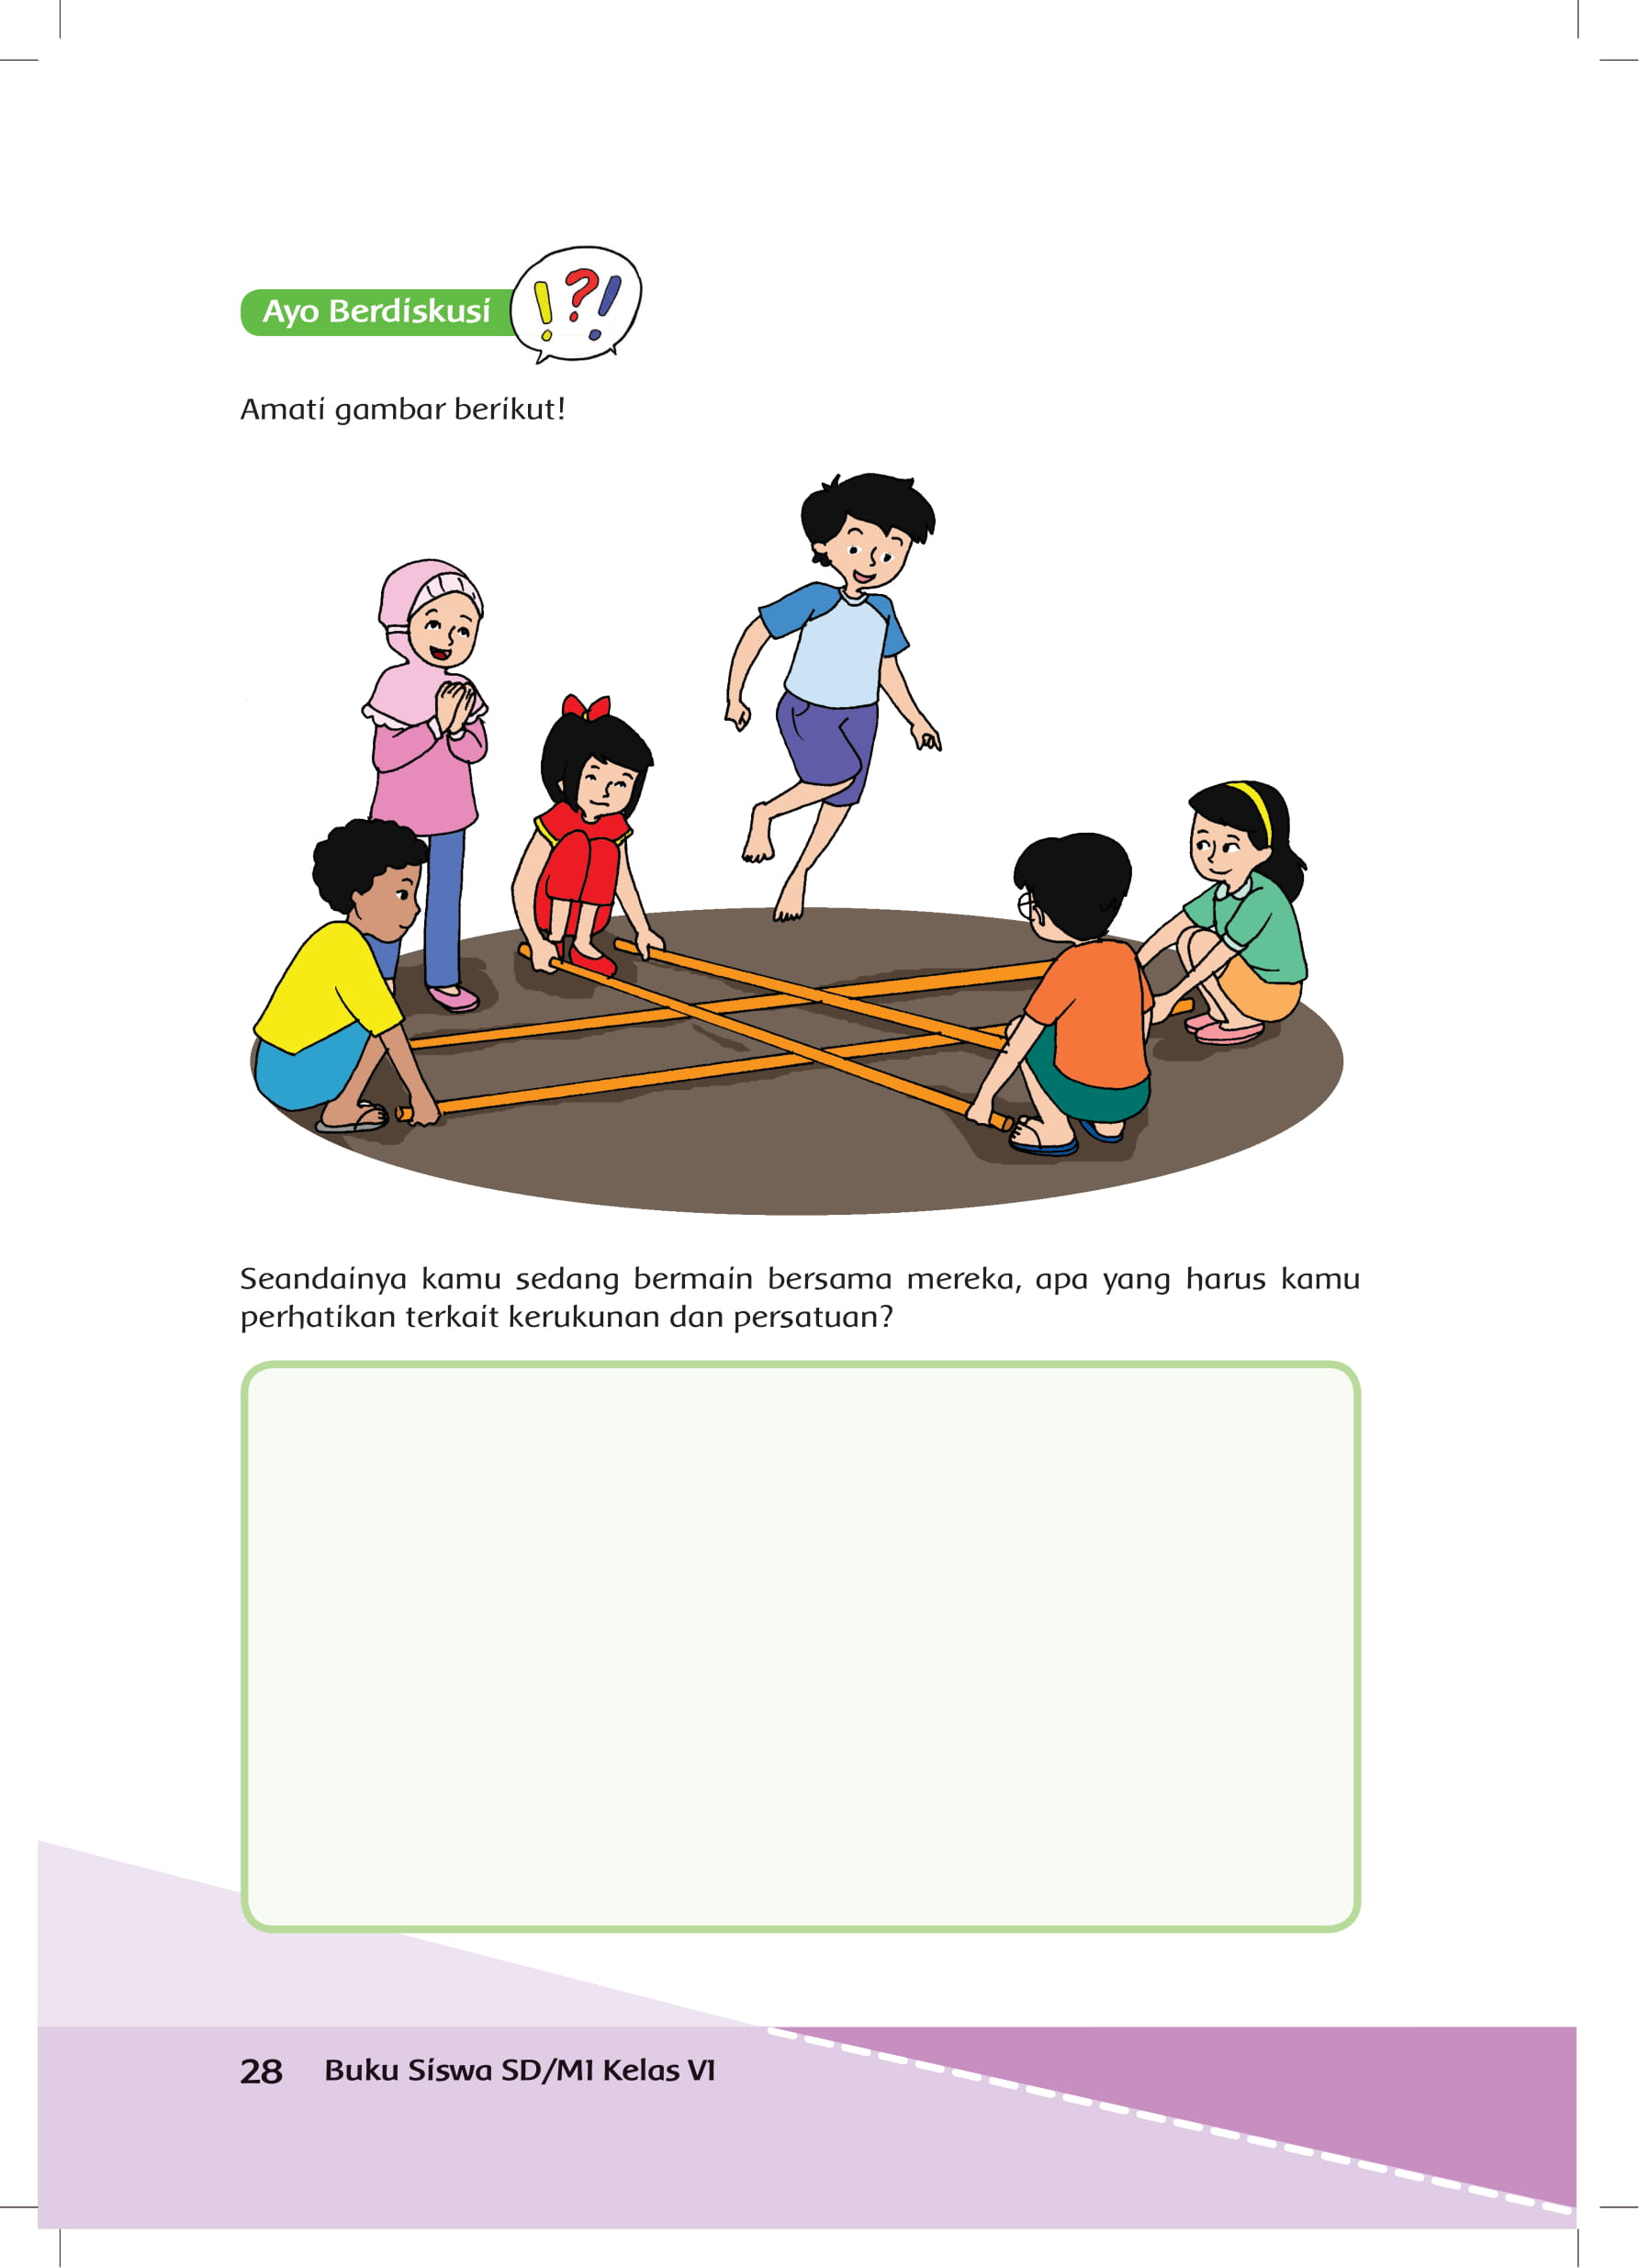 Ayo Berdiskusi
!?!
Amati gambar berikut!
Seandainya kamu sedang bermain bersama mereka, apa yang harus kamu
perhatikan terkait kerukunan dan persatuan?
28 Buku Siswa SD/MI Kelas VI